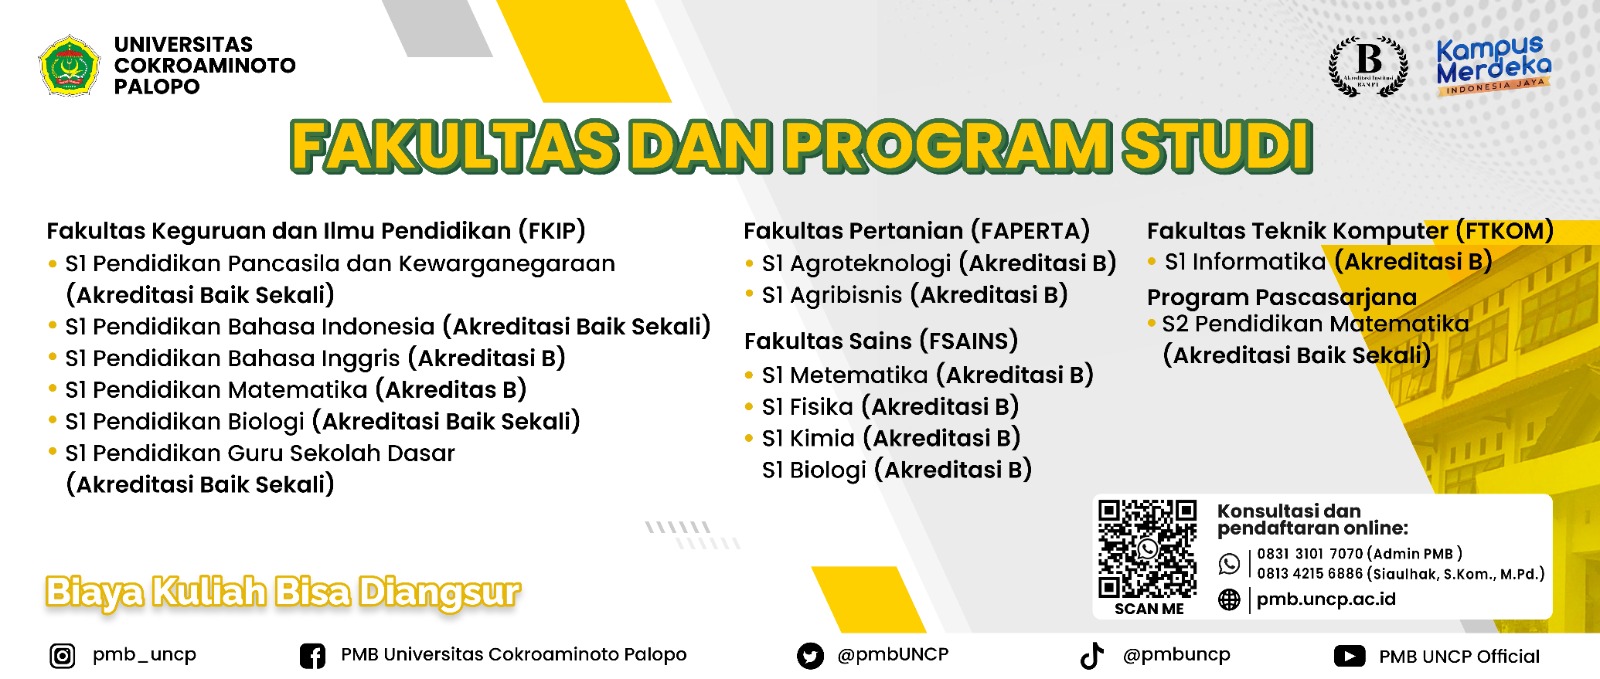 UNIVERSITAS
COKROAMINOTO
PALOPO
B
Akreditasi Institusi
BAN PT
Kampus
Merdeka
INDONESIA JAYA
FAKULTAS DAN PROGRAM STUDI
Fakultas Keguruan dan Ilmu Pendidikan (FKIP)
• S1 Pendidikan Pancasila dan Kewarganegaraan
(Akreditasi Baik Sekali)
• S1 Pendidikan Bahasa Indonesia (Akreditasi Baik Sekali)
• S1 Pendidikan Bahasa Inggris (Akreditasi B)
• S1 Pendidikan Matematika (Akreditas B)
• S1 Pendidikan Biologi (Akreditasi Baik Sekali)
• S1 Pendidikan Guru Sekolah Dasar
(Akreditasi Baik Sekali)
Fakultas Pertanian (FAPERTA)
• S1 Agroteknologi (Akreditasi B)
• S1 Agribisnis (Akreditasi B)
Fakultas Sains (FSAINS)
• S1 Metematika (Akreditasi B)
• S1 Fisika (Akreditasi B)
• S1 Kimia (Akreditasi B)
S1 Biologi (Akreditasi B)
Fakultas Teknik Komputer (FTKOM)
• S1 Informatika (Akreditasi B)
Program Pascasarjana
• S2 Pendidikan Matematika
(Akreditasi Baik Sekali)
SCAN ME
Konsultasi dan
pendaftaran online:
0831 3101 7070 (Admin PMB )
0813 4215 6886 (Siaulhak, S.Kom., M.Pd.)
pmb.uncp.ac.id
Biaya Kuliah Bisa Diangsur
pmb_uncp
PMB Universitas Cokroaminoto Palopo
@pmbUNCP
@pmbuncp
PMB UNCP Official